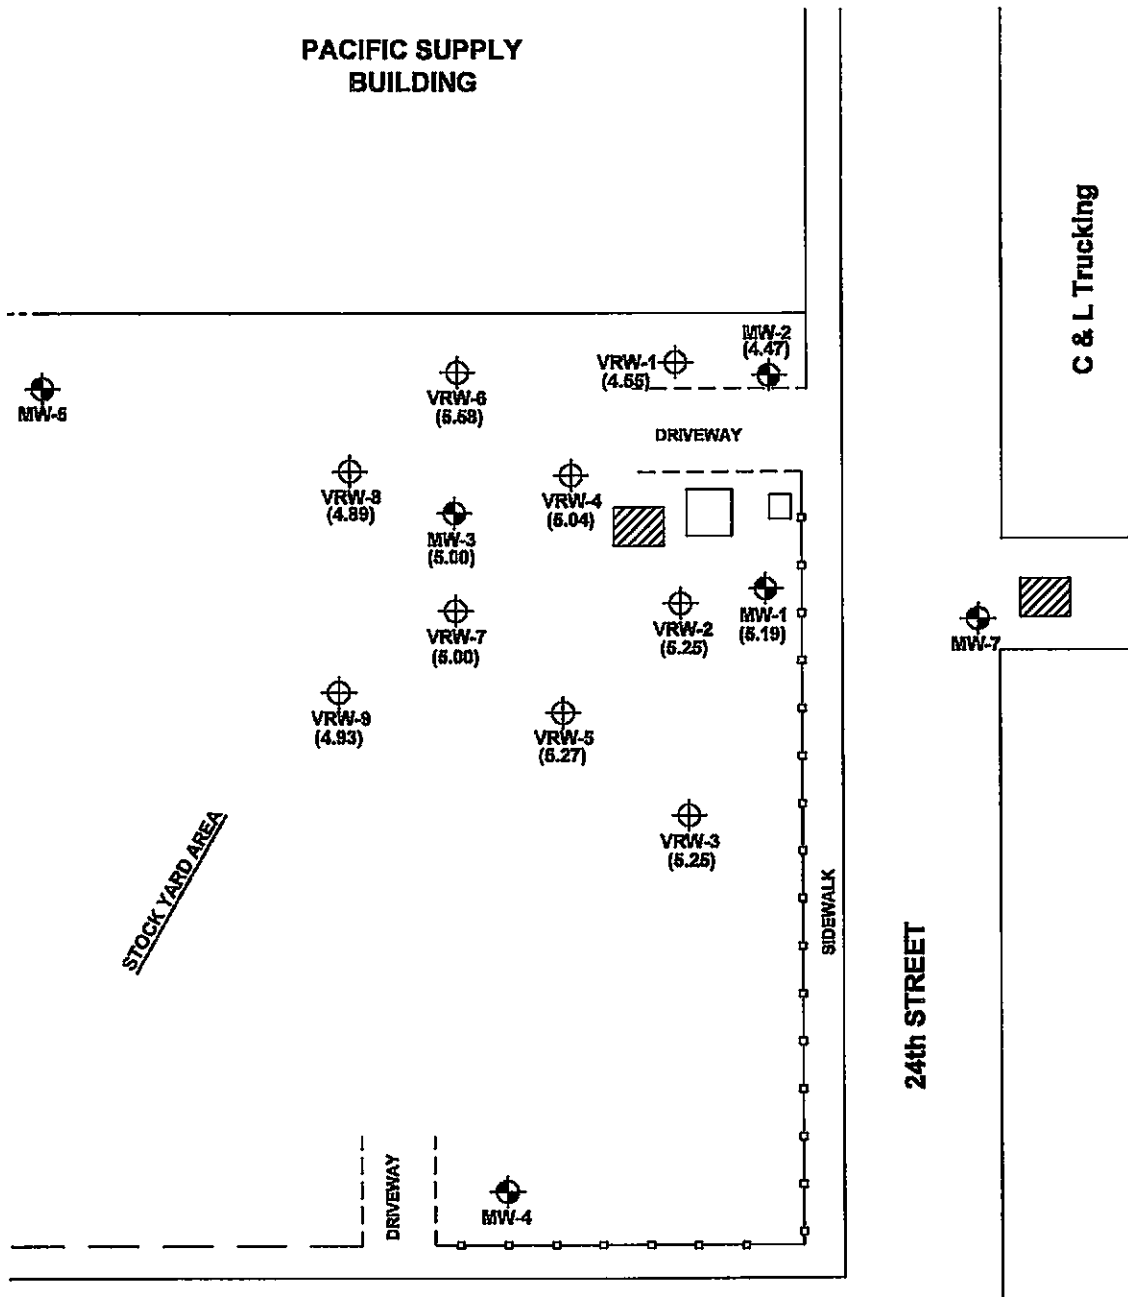 PACIFIC SUPPLY
BUILDING
C & L Trucking
MW-2
(4.47)
VRW-1
(4.55)
VRW-6
(5.58)
MW-5
DRIVEWAY
VRW-8
(4.89)
VRW-4
(5.04)
MW-3
(5.00)
MW-1
(5.19)
VRW-2
(5.25)
VRW-7
(5.00)
MW-7
VRW-9
(4.93)
VRW-5
(5.27)
VRW-3
(5.25)
STOCK YARD AREA
SIDEWALK
24th STREET
DRIVEWAY
MW-4